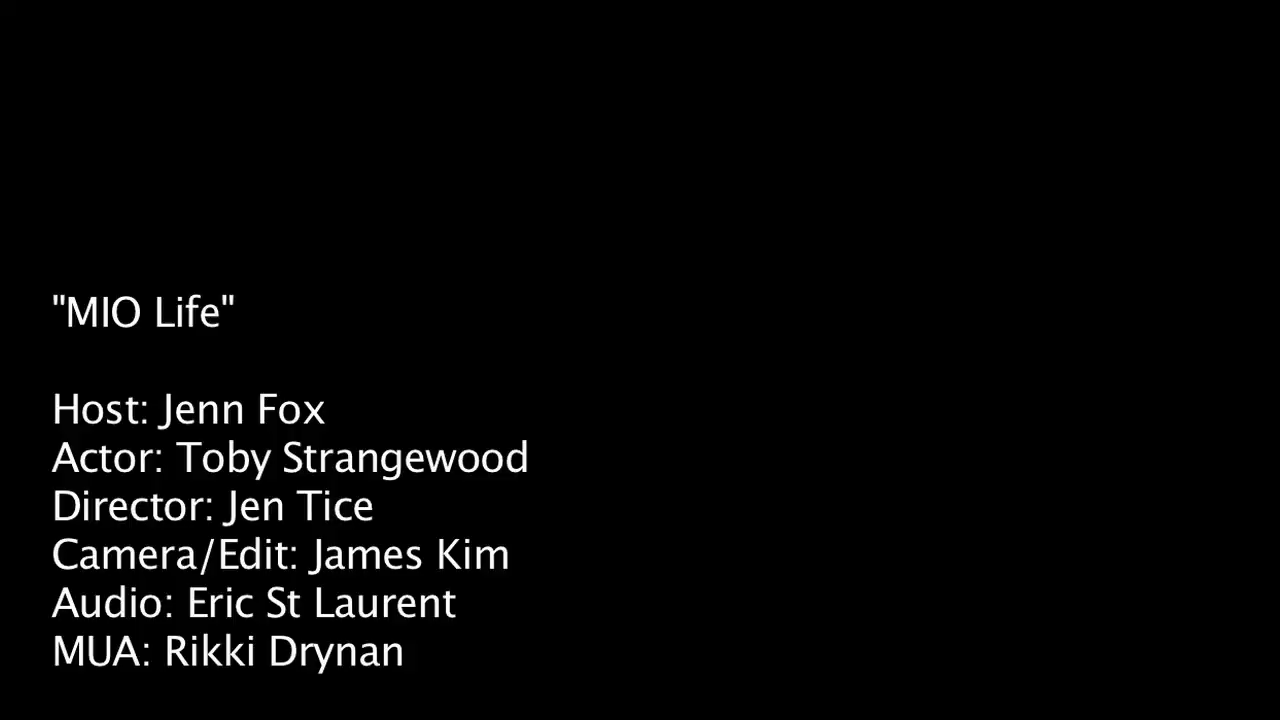 "MIO Life"
Host: Jenn Fox
Actor: Toby Strangewood
Director: Jen Tice
Camera/Edit: James Kim
Audio: Eric St Laurent
MUA: Rikki Drynan